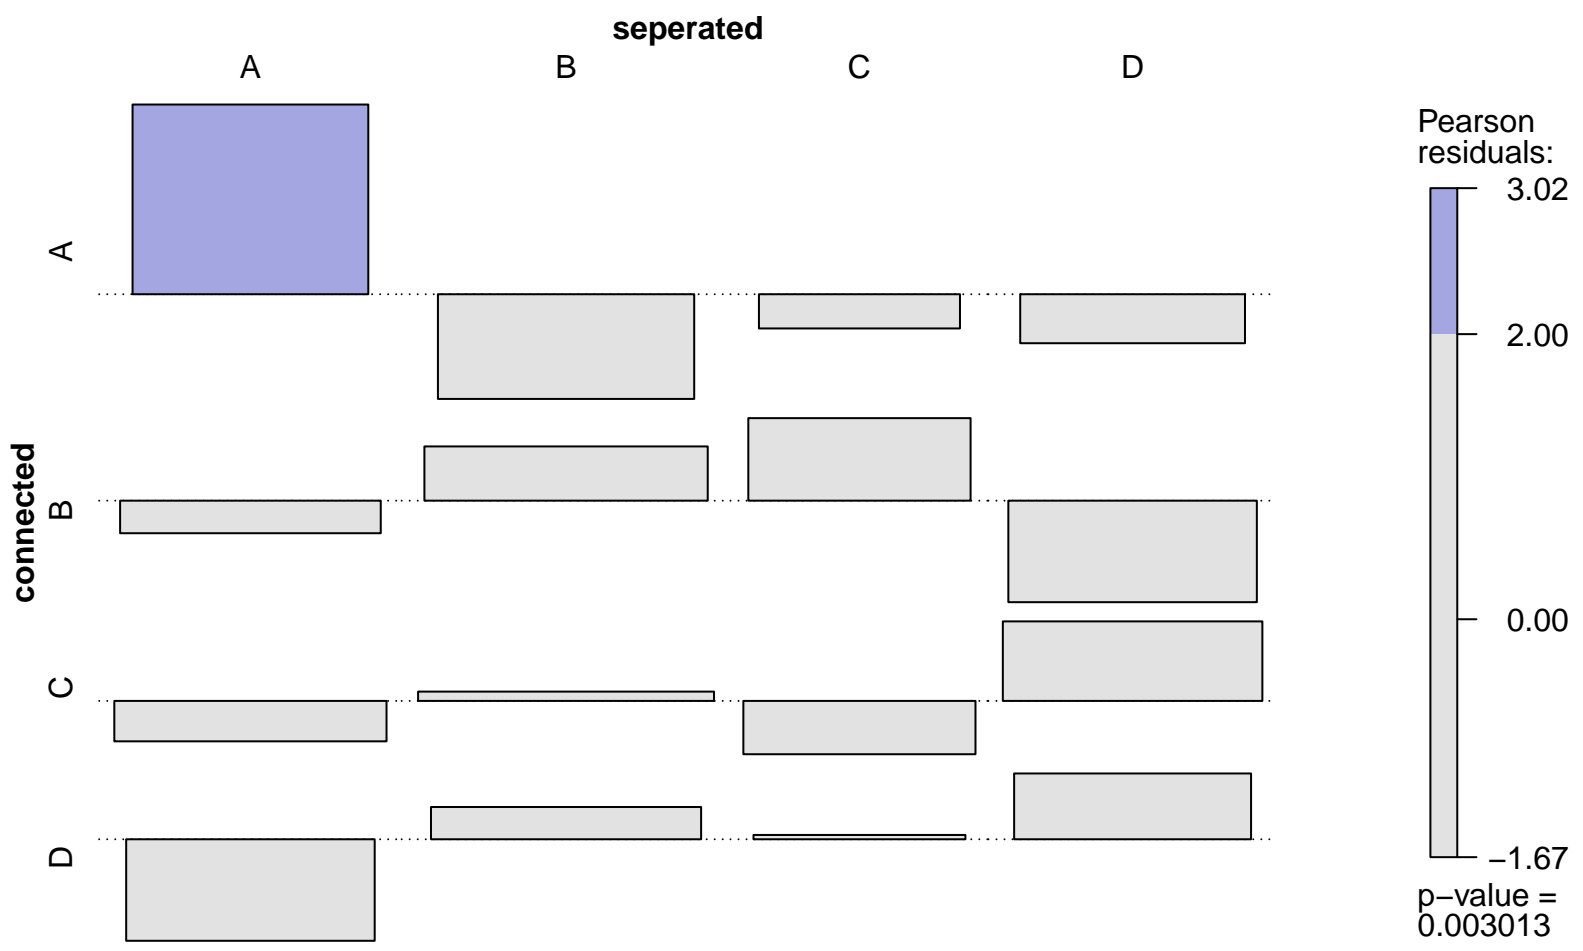 seperated
A B C D
connected
A
B
C
D
Pearson
residuals:
3.02
2.00
0.00
−1.67
p−value =
0.003013